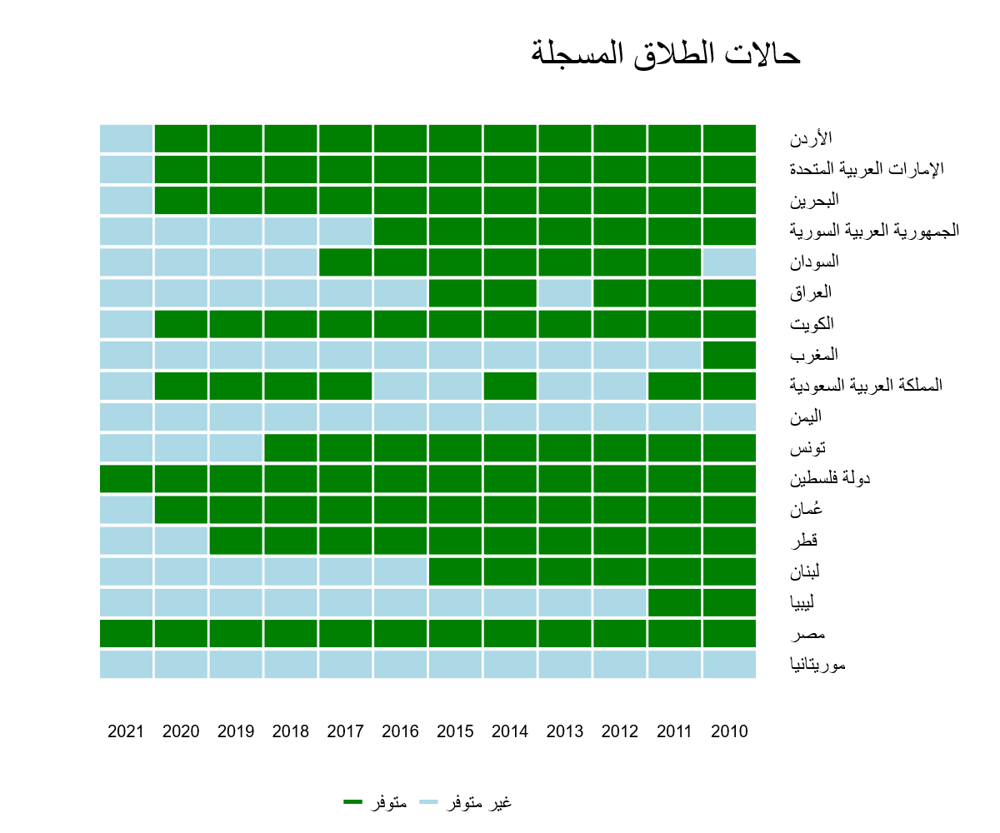 حالات الطلاق المسجلة
الأردن
الإمارات العربية المتحدة
البحرين
الجمهورية العربية السورية
السودان
العراق
الكويت
المغرب
المملكة العربية السعودية
اليمن
تونس
دولة فلسطين
عُمان
قطر
لبنان
ليبيا
مصر
موريتانيا
2021 2020 2019 2018 2017 2016 2015 2014 2013 2012 2011 2010
متوفر غير متوفر